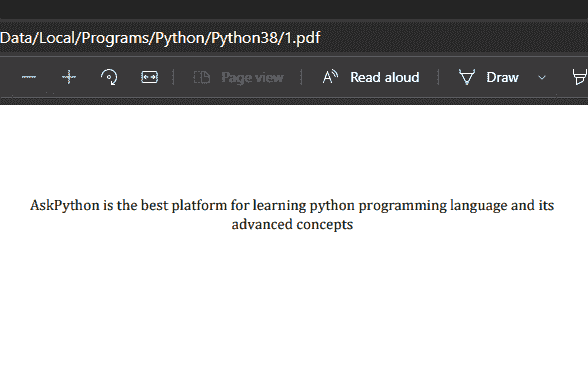 Data/Local/Programs/Python/Python38/1.pdf
Page view Read aloud Draw
AskPython is the best platform for learning python programming language and its
advanced concepts